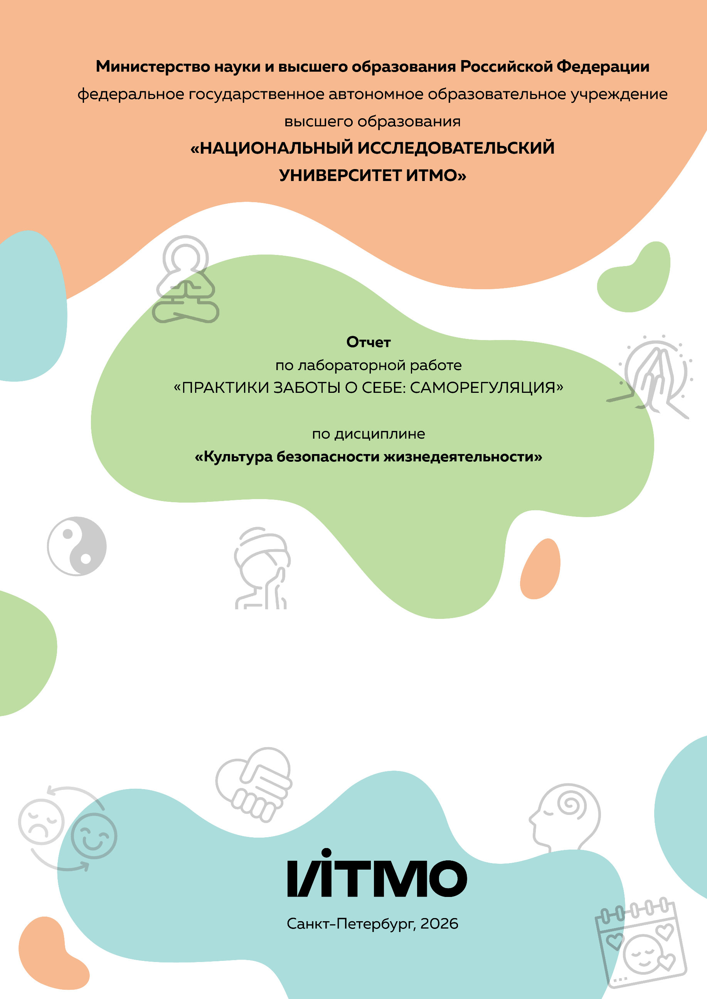 Министерство науки и высшего образования Российской Федерации
федеральное государственное автономное образовательное учреждение
высшего образования
«НАЦИОНАЛЬНЫЙ ИССЛЕДОВАТЕЛЬСКИЙ
УНИВЕРСИТЕТ ИТМО»
Отчет
по лабораторной работе
«ПРАКТИКИ ЗАБОТЫ О СЕБЕ: САМОРЕГУЛЯЦИЯ»
по дисциплине
«Культура безопасности жизнедеятельности»
ИТМО
Санкт-Петербург, 2026